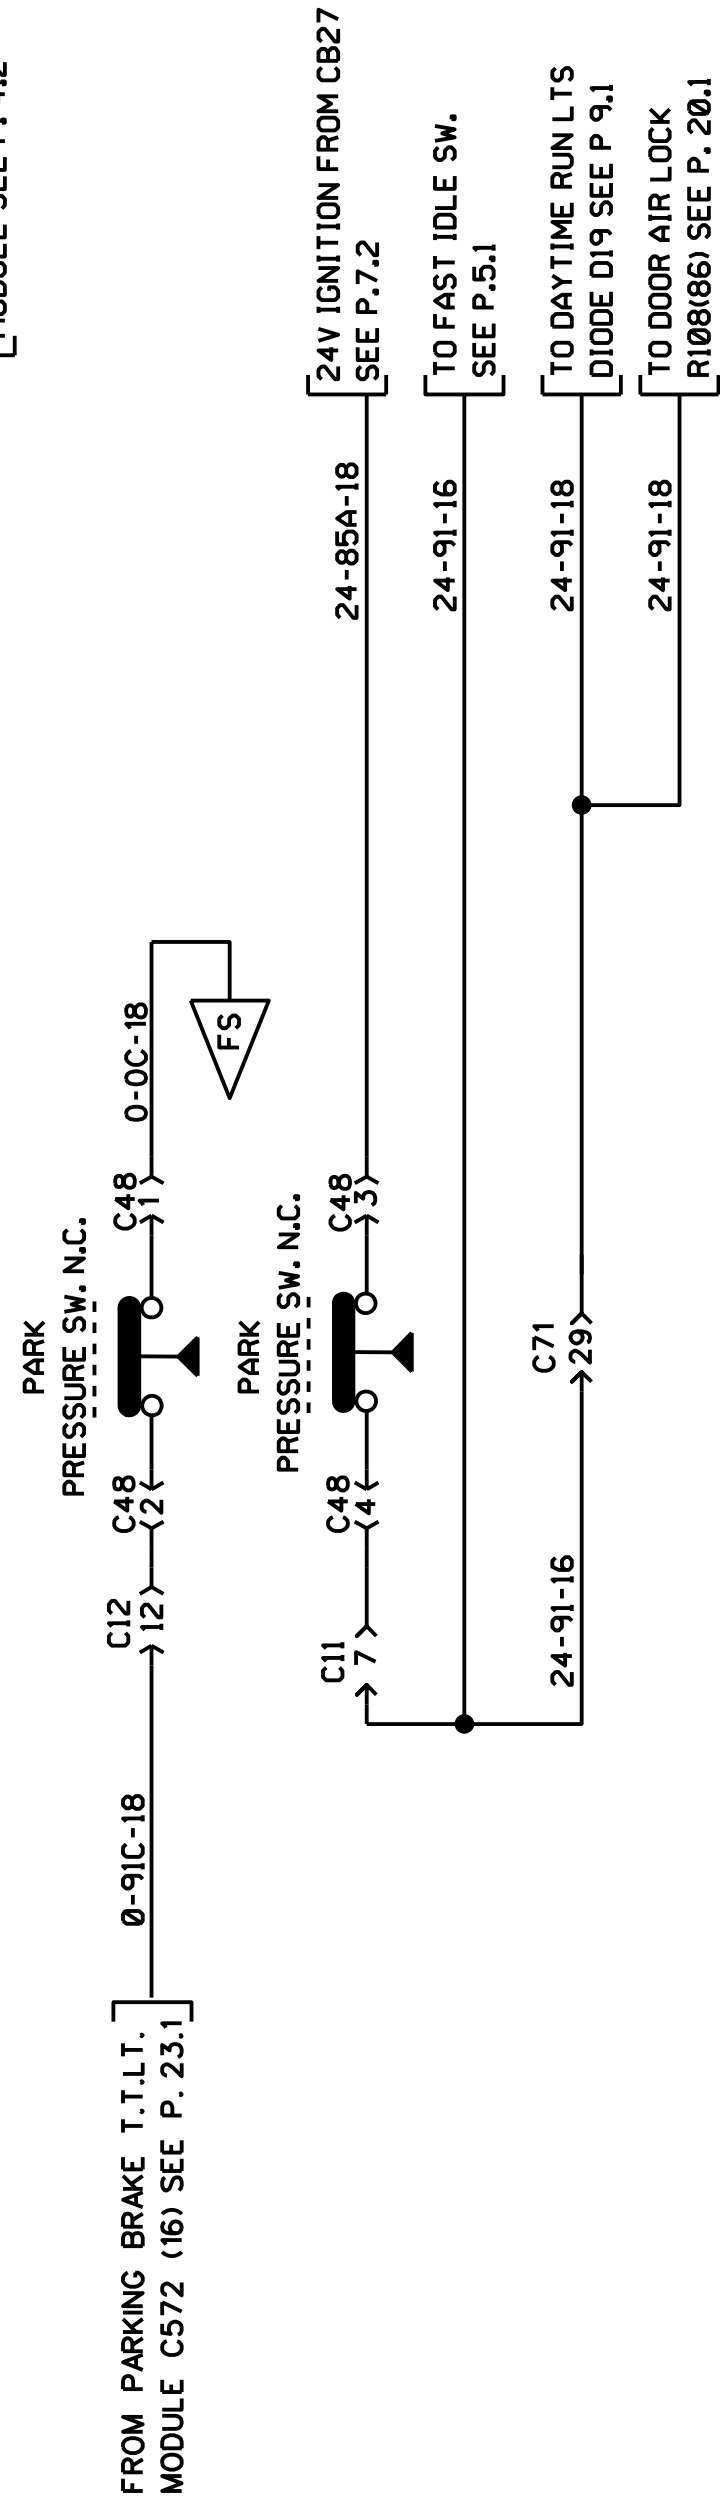 24V IGNITION FROM CB27
SEE P.7.2
TO FAST IDLE SW.
SEE P.5.1
TO DAYTIME RUN LTS
DIODE D19 SEE P 9.1
TO DOOR AIR LOCK
R108(86) SEE P. 20.1
24-85A-18
24-91-16
24-91-18
24-91-18
0-0C-18
FS
C48
1
PARK
PRESSURE SW. N.C.
C48
2
C12
12
C48
3
PARK
PRESSURE SW. N.C.
C48
4
C11
7
C71
29
24-91-16
0-91C-18
FROM PARKING BRAKE T.T.LT.
MODULE C572 (16) SEE P. 23.1